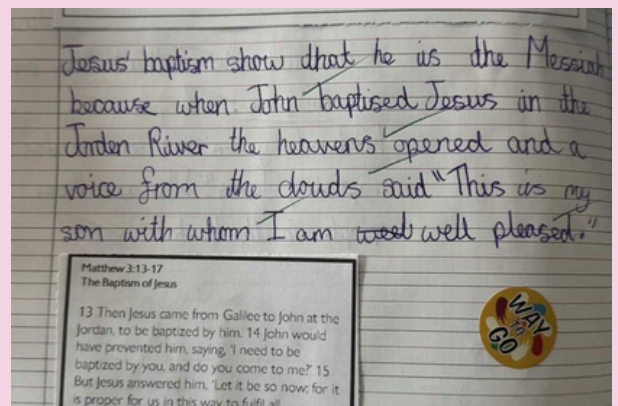 Jesus' baptism show that he is the Messiah
because when John baptised Jesus in the
Jorden River the heavens opened and a
voice from the clouds said "This is my
son with whom I am well pleased."
Matthew 3:13-17
The Baptism of Jesus
13 Then Jesus came from Galilee to John at the
Jordan, to be baptized by him. 14 John would
have prevented him, saying, 'I need to be
baptized by you, and do you come to me?' 15
But Jesus answered him, 'Let it be so now; for it
is proper for us in this way to fulfil all
WAY
TO
GO